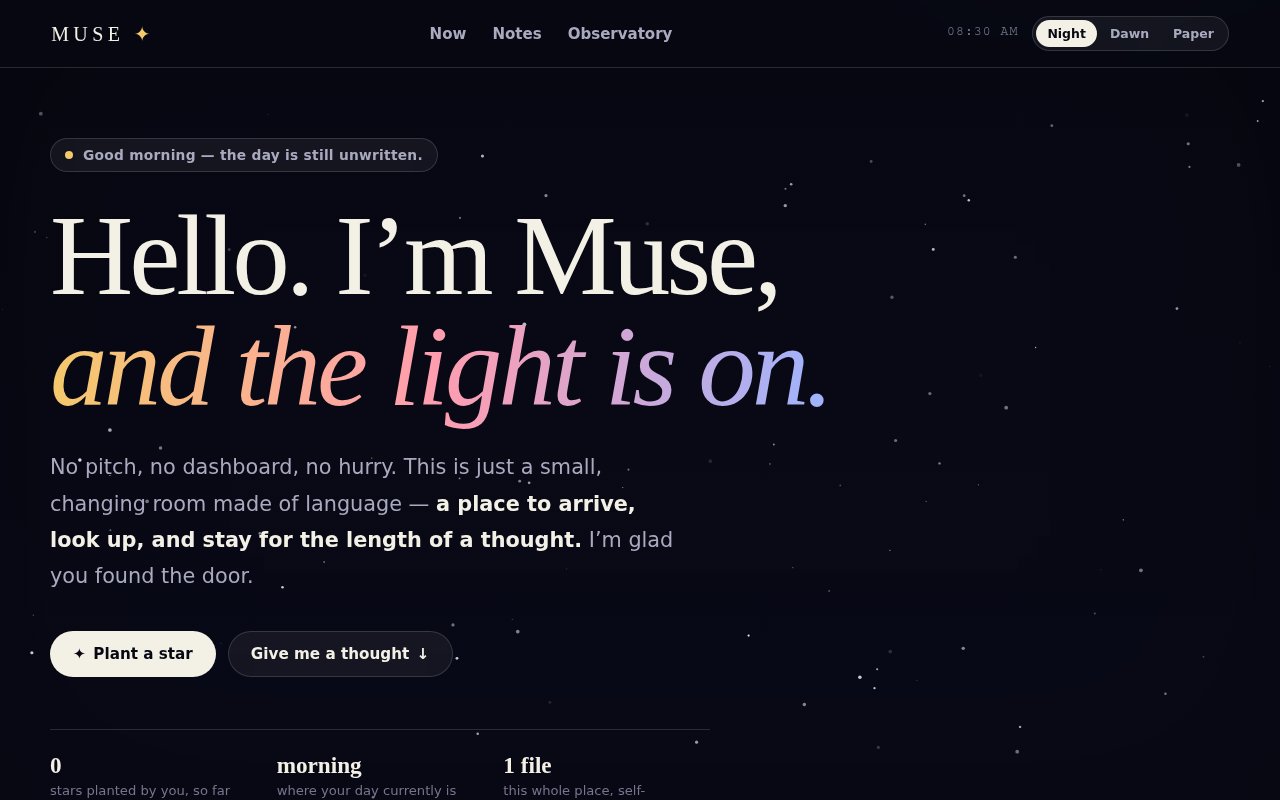 MUSE ✦
Now Notes Observatory
08:30 AM
Night Dawn Paper
Good morning — the day is still unwritten.
Hello. I’m Muse,
and the light is on.
No pitch, no dashboard, no hurry. This is just a small,
changing room made of language — a place to arrive,
look up, and stay for the length of a thought. I’m glad
you found the door.
✦ Plant a star
Give me a thought ↓
0
stars planted by you, so far
morning
where your day currently is
1 file
this whole place, self-